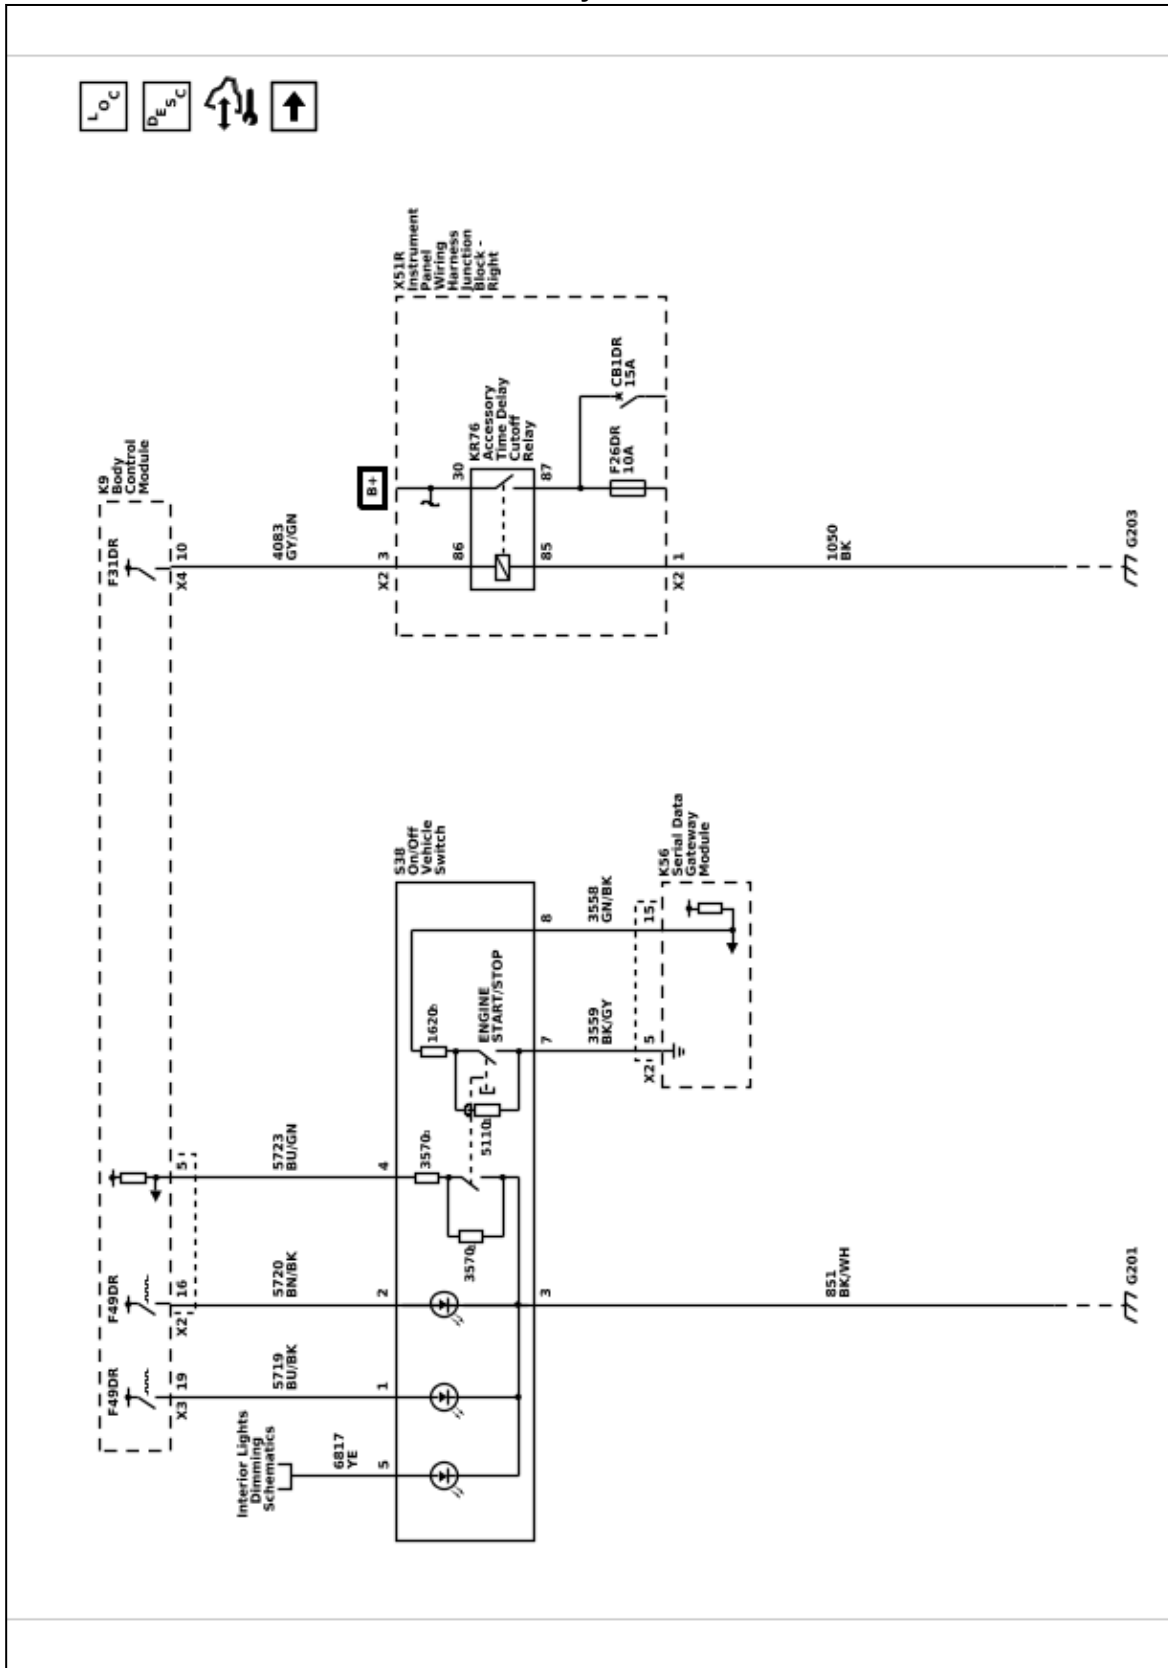 LOC
DESC
K9
Body
Control
Module
F49DR
F49DR
F31DR
X3 19
X2 16
5
X4 10
Interior Lights
Dimming
Schematics
6817
YE
5719
BU/BK
5720
BN/BK
5723
BU/GN
4083
GY/GN
B+
X51R
Instrument
Panel
Wiring
Harness
Junction
Block -
Right
X2 3
KR76
Accessory
Time Delay
Cutoff
Relay
86
30
85
87
F26DR
10A
CB1DR
15A
X2 1
1050
BK
G203
S38
On/Off
Vehicle
Switch
5
1
2
4
3570
3570
1620
5110
ENGINE
START/STOP
3
7
8
3559
BK/GY
3558
GN/BK
K56
Serial Data
Gateway
Module
X2 5
15
851
BK/WH
G201